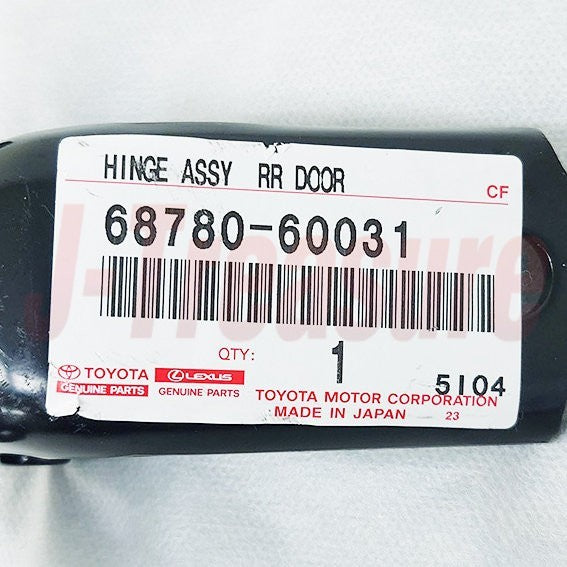 HINGE ASSY RR DOOR
CF
68780-60031
QTY: 1
TOYOTA LEXUS
GENUINE PARTS GENUINE PARTS
5104
TOYOTA MOTOR CORPORATION
MADE IN JAPAN 23
J-Treasure